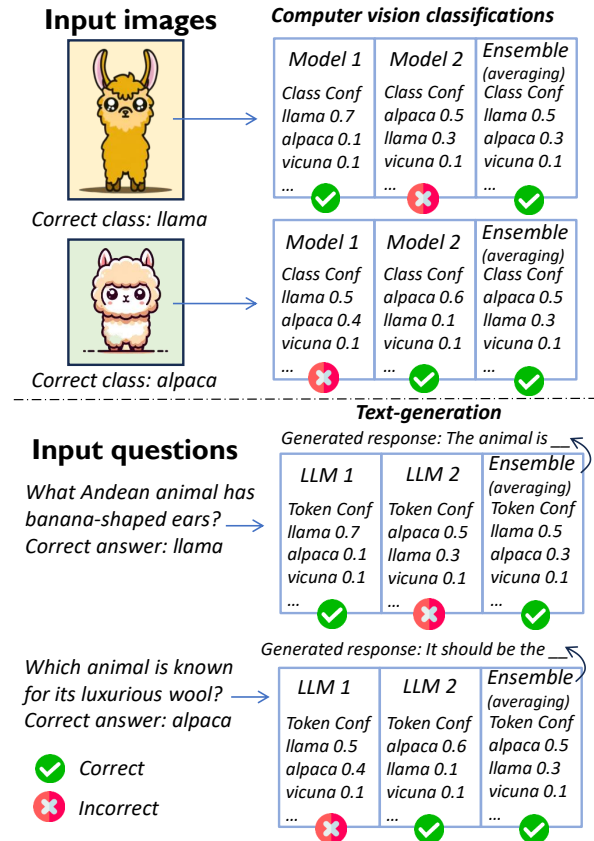 Input images
Computer vision classifications
Model 1
Class Conf
llama 0.7
alpaca 0.1
vicuna 0.1
...
Model 2
Class Conf
alpaca 0.5
llama 0.3
vicuna 0.1
...
Ensemble
(averaging)
Class Conf
llama 0.5
alpaca 0.3
vicuna 0.1
...
Correct class: llama
Model 1
Class Conf
llama 0.5
alpaca 0.4
vicuna 0.1
...
Model 2
Class Conf
alpaca 0.6
llama 0.1
vicuna 0.1
...
Ensemble
(averaging)
Class Conf
alpaca 0.5
llama 0.3
vicuna 0.1
...
Correct class: alpaca
Text-generation
Input questions
Generated response: The animal is __
What Andean animal has
banana-shaped ears?
Correct answer: llama
LLM 1
Token Conf
llama 0.7
alpaca 0.1
vicuna 0.1
...
LLM 2
Token Conf
alpaca 0.5
llama 0.3
vicuna 0.1
...
Ensemble
(averaging)
Token Conf
llama 0.5
alpaca 0.3
vicuna 0.1
...
Generated response: It should be the __
Which animal is known
for its luxurious wool?
Correct answer: alpaca
LLM 1
Token Conf
llama 0.5
alpaca 0.4
vicuna 0.1
...
LLM 2
Token Conf
alpaca 0.6
llama 0.1
vicuna 0.1
...
Ensemble
(averaging)
Token Conf
alpaca 0.5
llama 0.3
vicuna 0.1
...
Correct
Incorrect